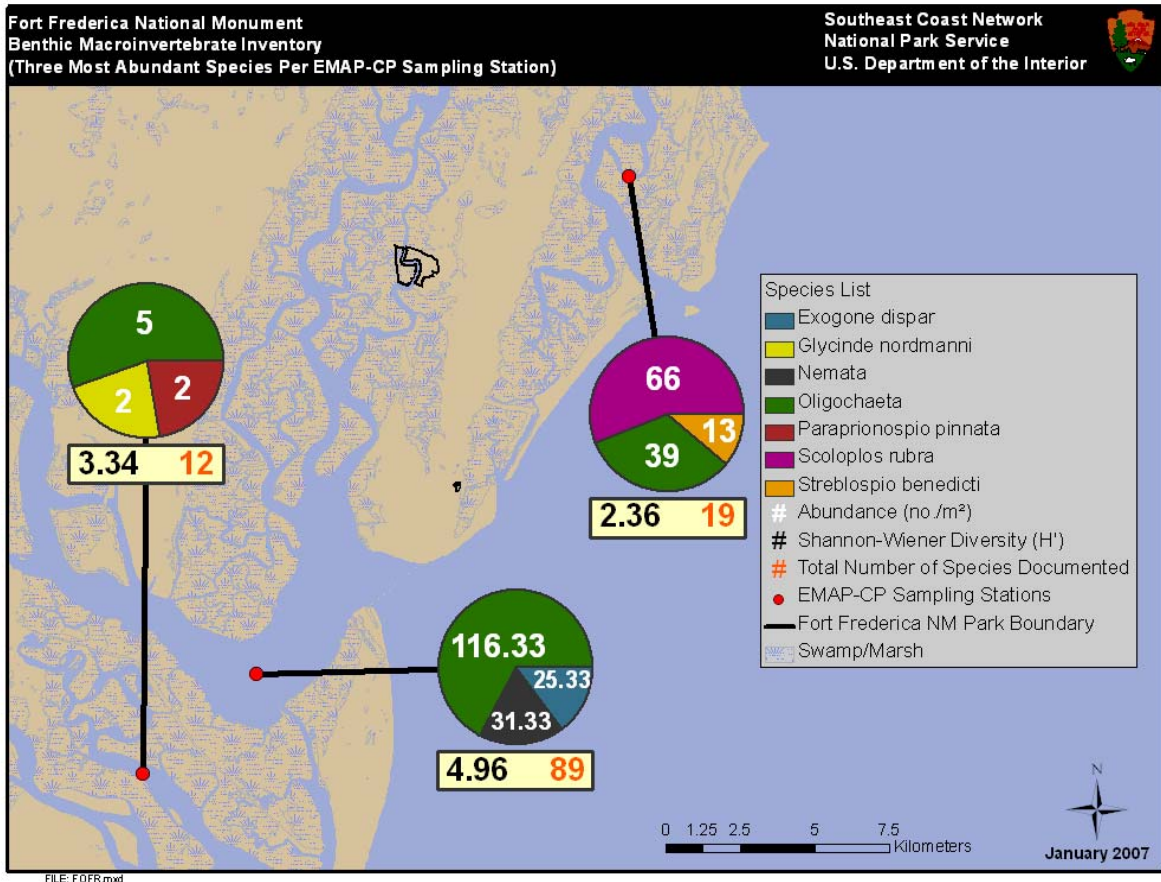 Fort Frederica National Monument
Benthic Macroinvertebrate Inventory
(Three Most Abundant Species Per EMAP-CP Sampling Station)
Southeast Coast Network
National Park Service
U.S. Department of the Interior
5
2
2
3.34 12
66
13
39
2.36 19
116.33
25.33
31.33
4.96 89
Species List
Exogone dispar
Glycinde nordmanni
Nemata
Oligochaeta
Paraprionospio pinnata
Scoloplos rubra
Streblospio benedicti
# Abundance (no./m²)
# Shannon-Wiener Diversity (H')
# Total Number of Species Documented
EMAP-CP Sampling Stations
Fort Frederica NM Park Boundary
Swamp/Marsh
N
0 1.25 2.5 5 7.5
Kilometers
January 2007
FILE: FOFR.mxd